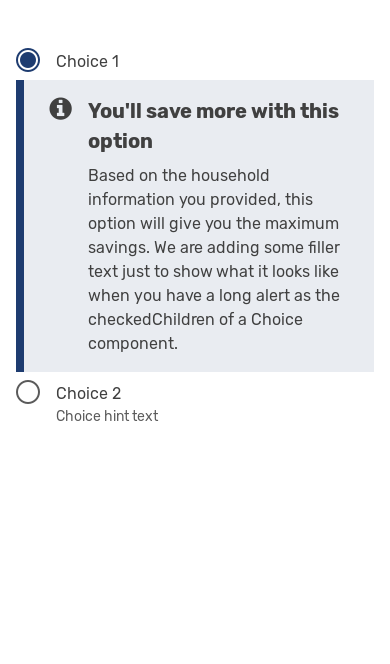 Choice 1
You'll save more with this
option
Based on the household
information you provided, this
option will give you the maximum
savings. We are adding some filler
text just to show what it looks like
when you have a long alert as the
checkedChildren of a Choice
component.
Choice 2
Choice hint text